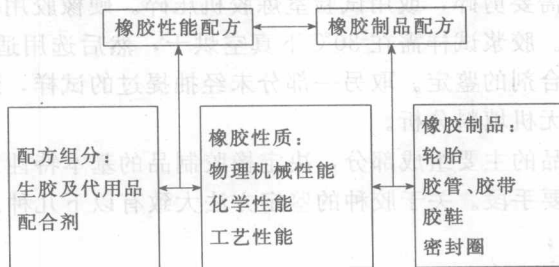 橡胶性能配方
橡胶制品配方
配方组分：
生胶及代用品
配合剂
橡胶性质：
物理机械性能
化学性能
工艺性能
橡胶制品：
轮胎
胶管、胶带
胶鞋
密封圈